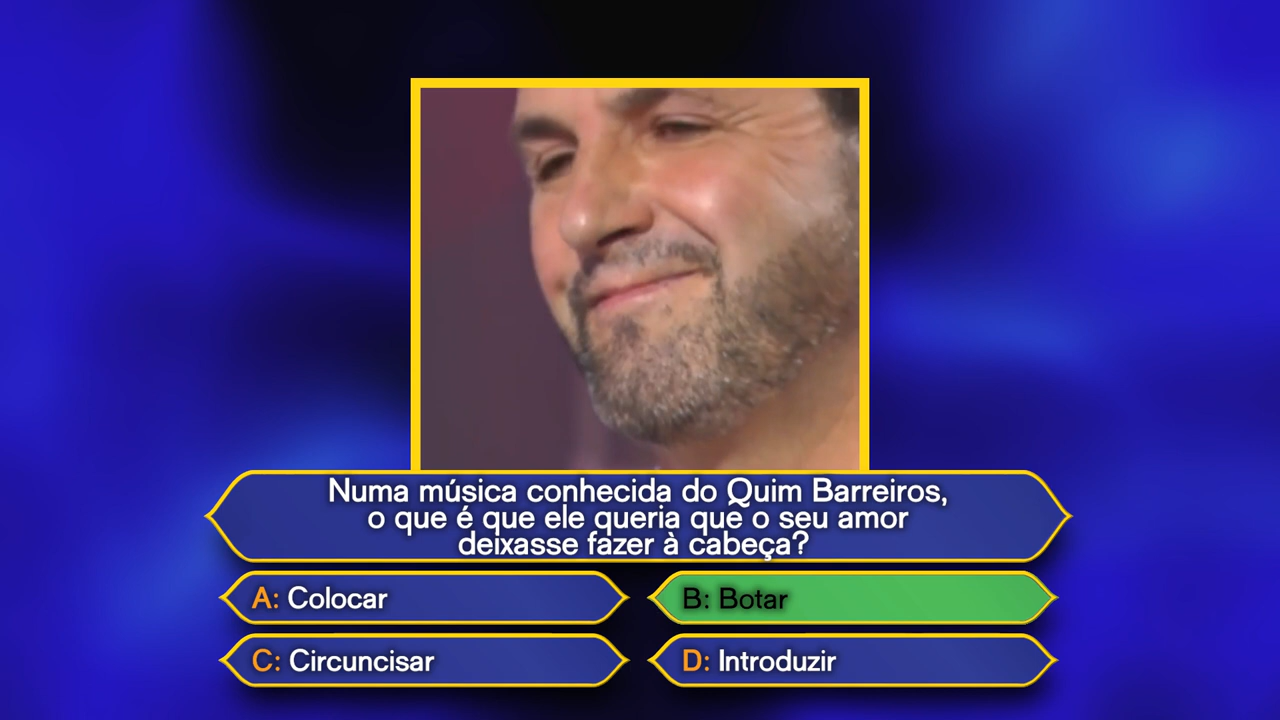 Numa música conhecida do Quim Barreiros,
o que é que ele queria que o seu amor
deixasse fazer à cabeça?
A: Colocar
B: Botar
C: Circuncisar
D: Introduzir